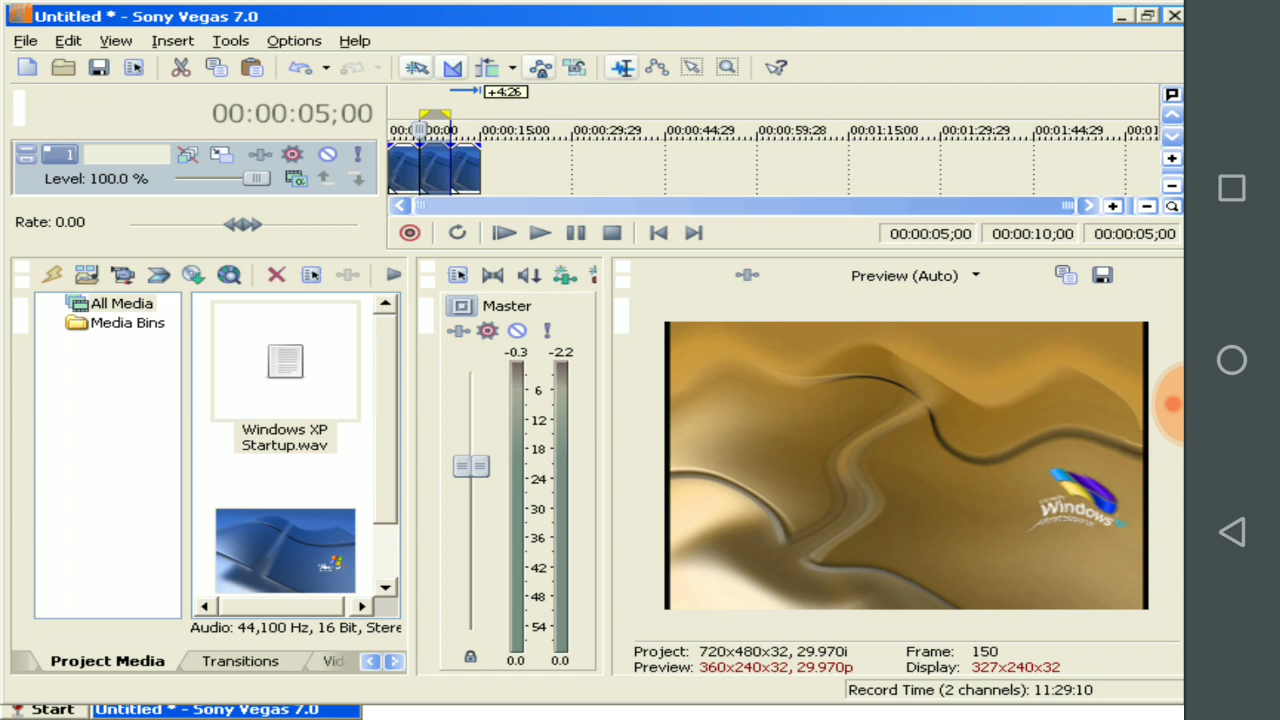 Untitled * - Sony Vegas 7.0
File Edit View Insert Tools Options Help
+4:26
00:00:05;00
00:00:15;00 00:00:29;29 00:00:44;29 00:00:59;28 00:01:15;00 00:01:29;29 00:01:44;29 00:01
1
Level: 100.0 %
Rate: 0.00
00:00:05;00 00:00:10;00 00:00:05;00
All Media
Media Bins
Windows XP
Startup.wav
Audio: 44,100 Hz, 16 Bit, Stere
Project Media Transitions Vid
Master
-0.3 -2.2
6
12
18
24
30
36
42
48
54
0.0 0.0
Preview (Auto)
Windows
Project: 720x480x32, 29.970i Frame: 150
Preview: 360x240x32, 29.970p Display: 327x240x32
Record Time (2 channels): 11:29:10
Start Untitled * - Sony Vegas 7.0